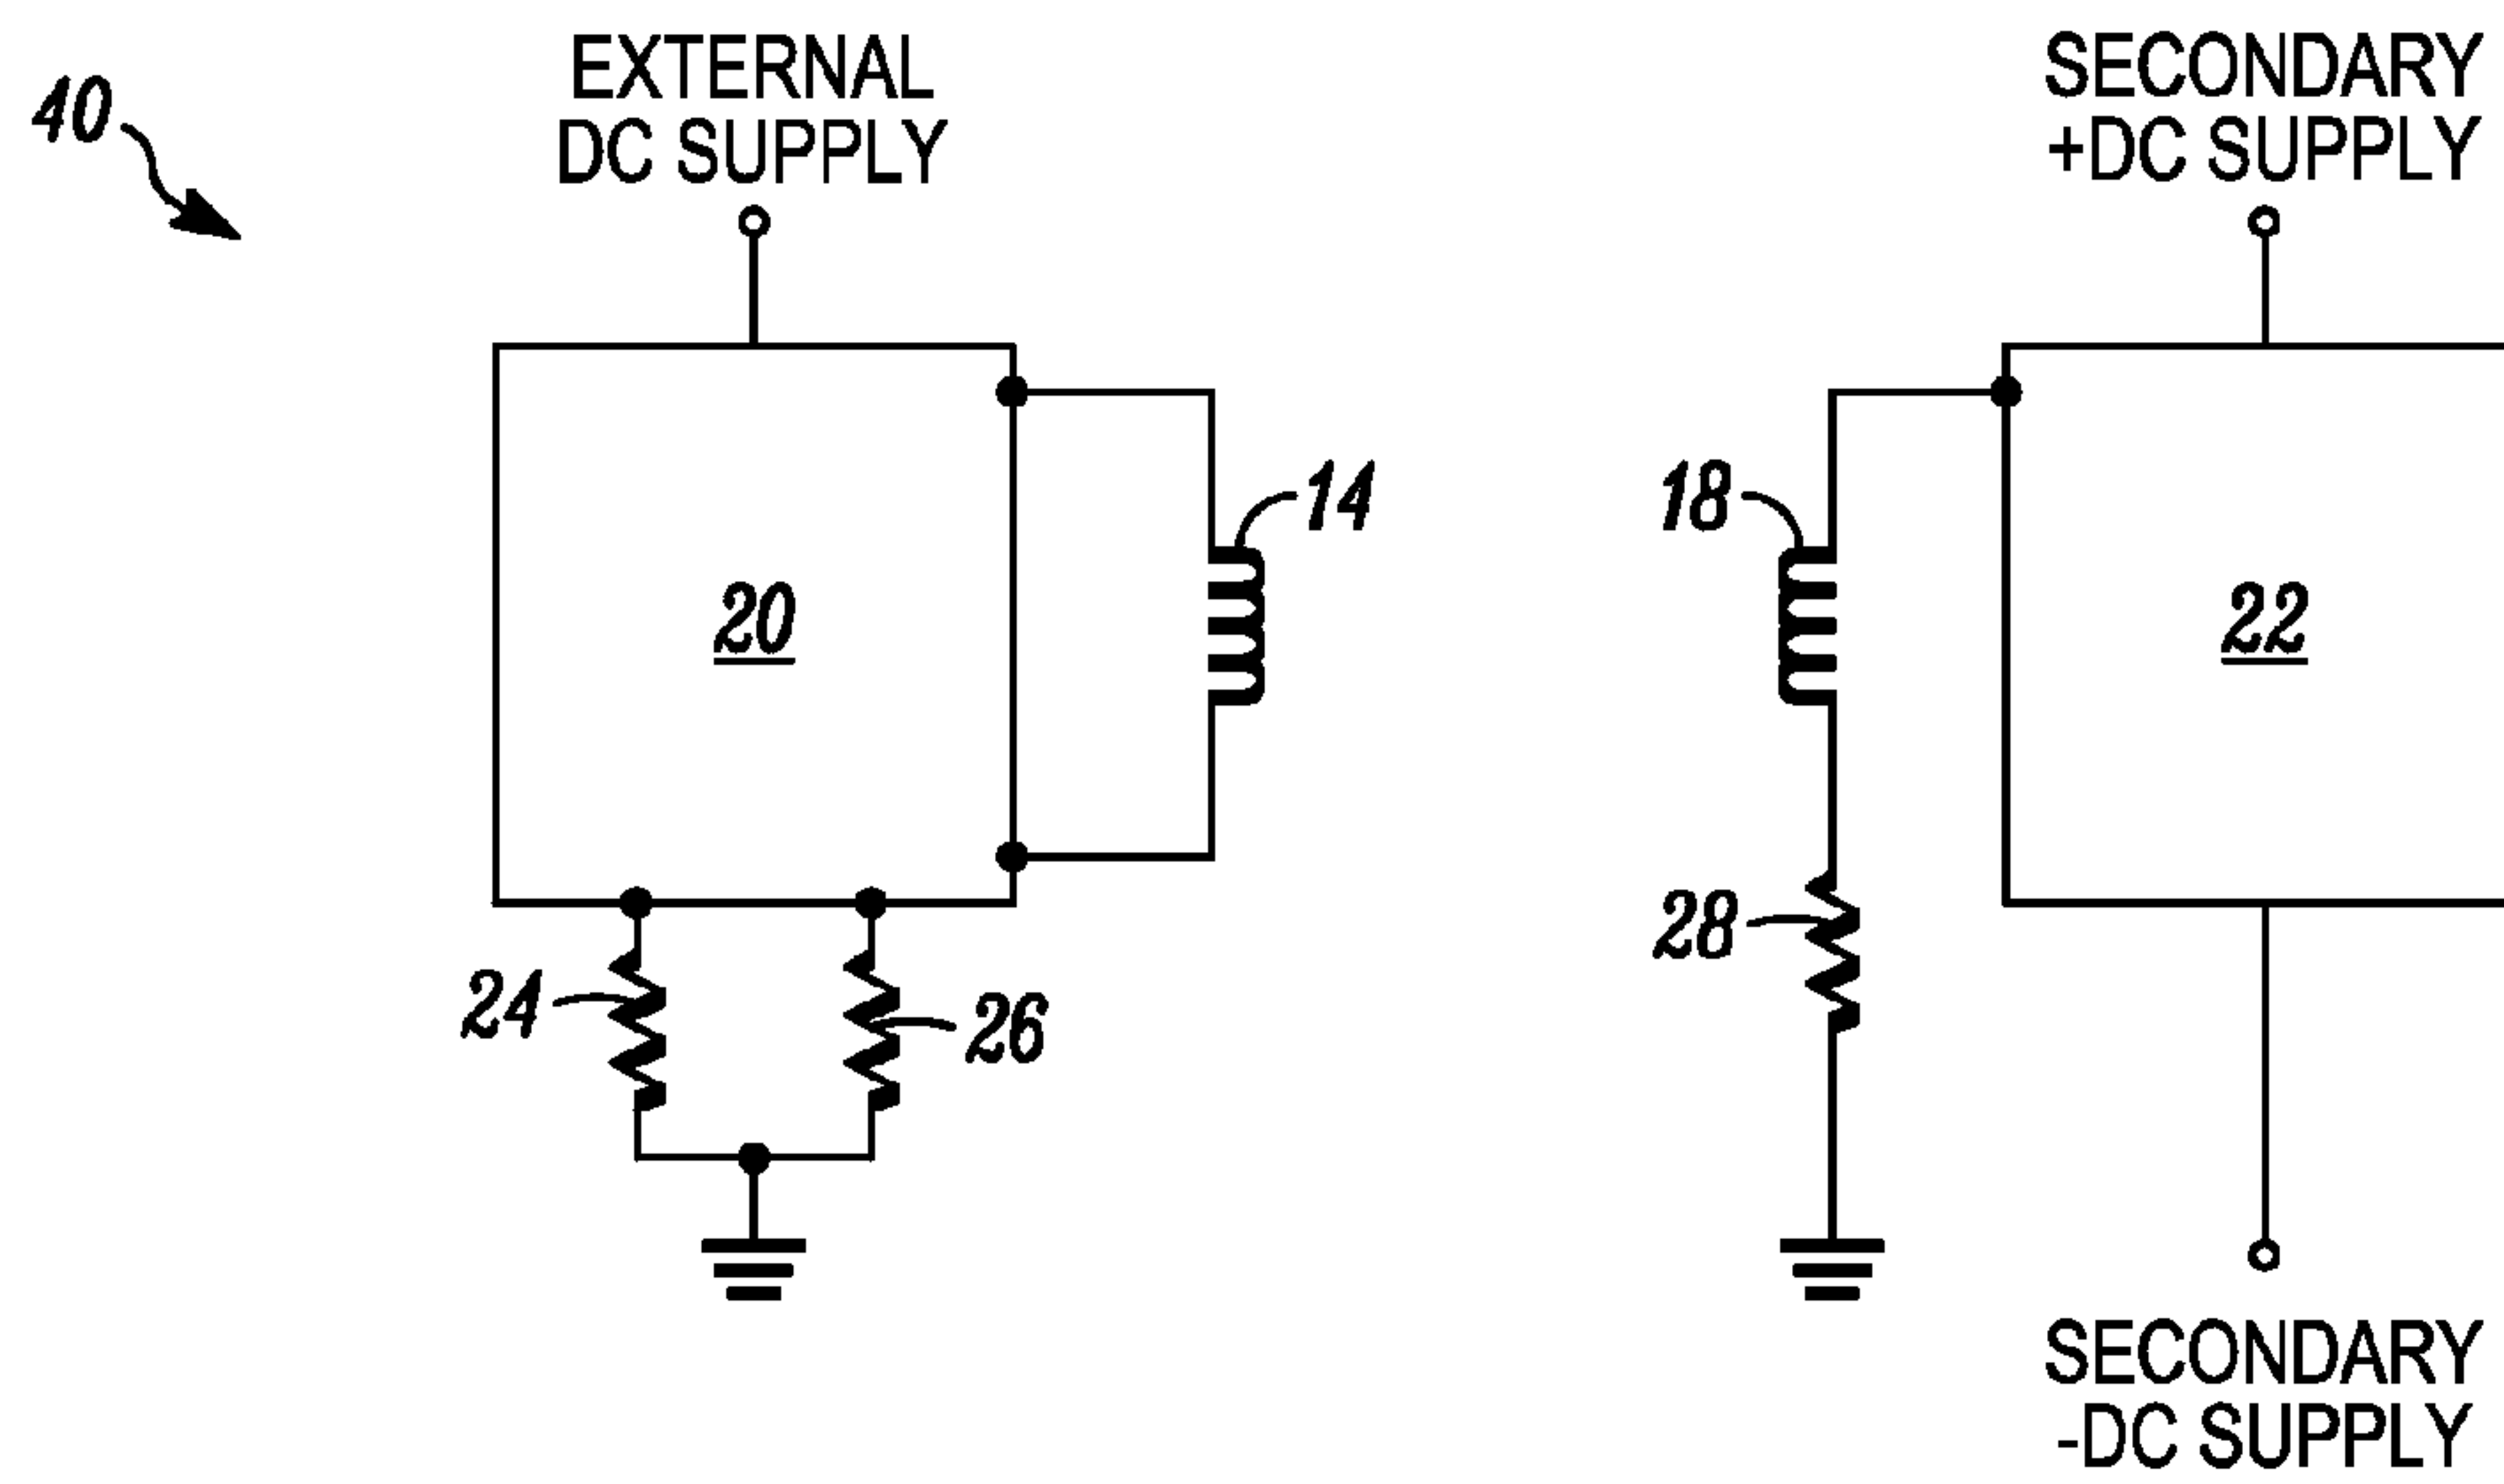 40
EXTERNAL
DC SUPPLY
SECONDARY
+DC SUPPLY
14
18
20
22
28
24
26
SECONDARY
-DC SUPPLY